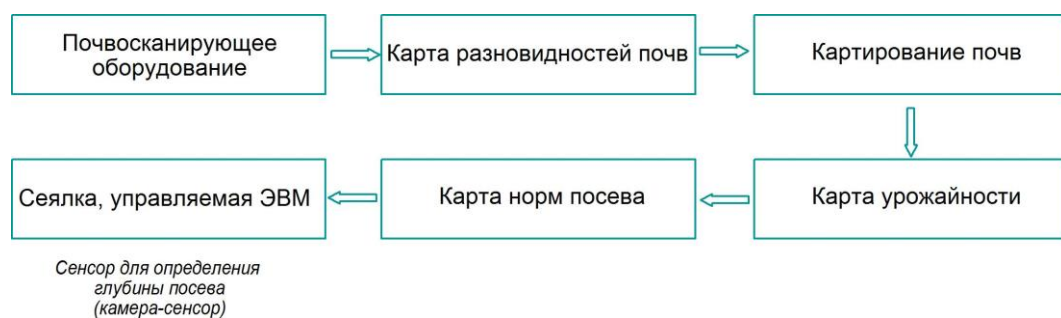 Почвосканирующее
оборудование
Карта разновидностей почв
Картирование почв
Карта урожайности
Карта норм посева
Сеялка, управляемая ЭВМ
Сенсор для определения
глубины посева
(камера-сенсор)